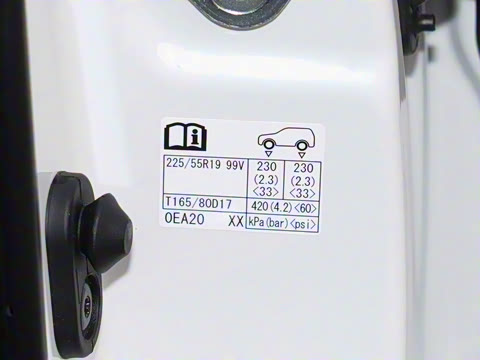 225/55R19 99V 230 230
(2.3) (2.3)
<33> <33>
T165/80D17 420(4.2)<60>
0EA20 XX kPa(bar)<psi>